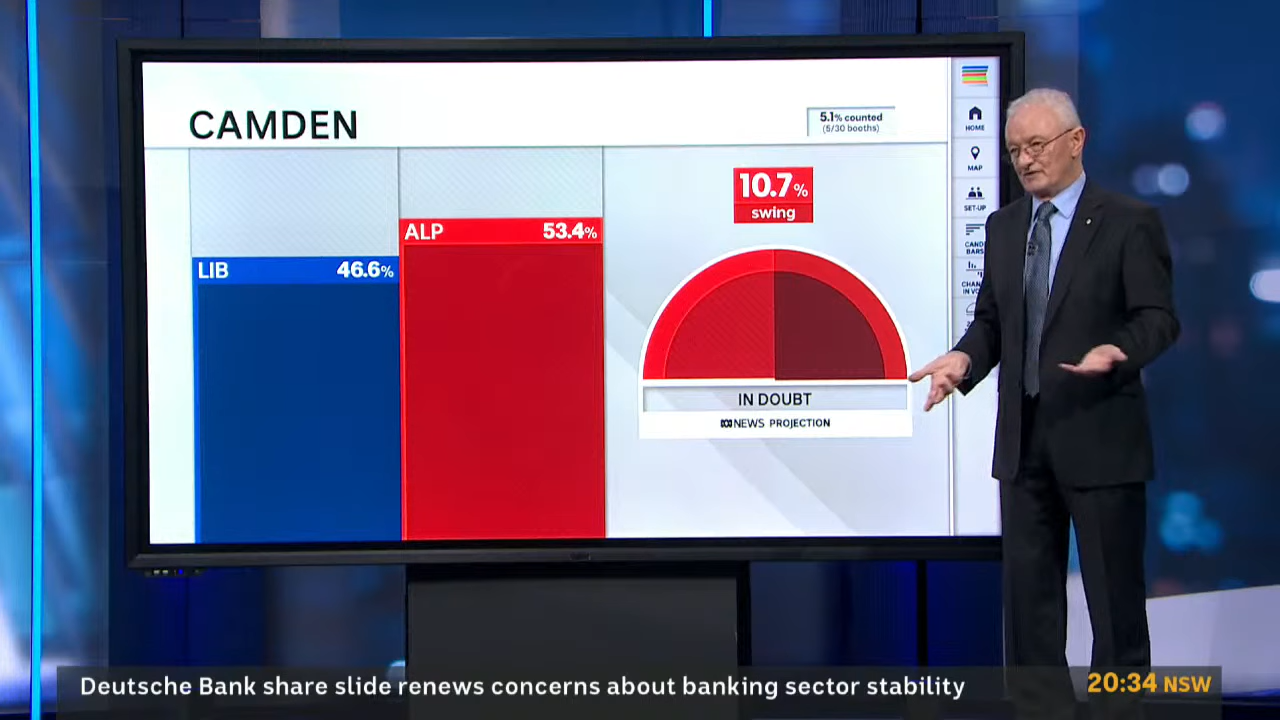 CAMDEN
5.1% counted
(5/30 booths)
LIB 46.6%
ALP 53.4%
10.7%
swing
IN DOUBT
NEWS PROJECTION
HOME
MAP
SET-UP
Deutsche Bank share slide renews concerns about banking sector stability
20:34 NSW